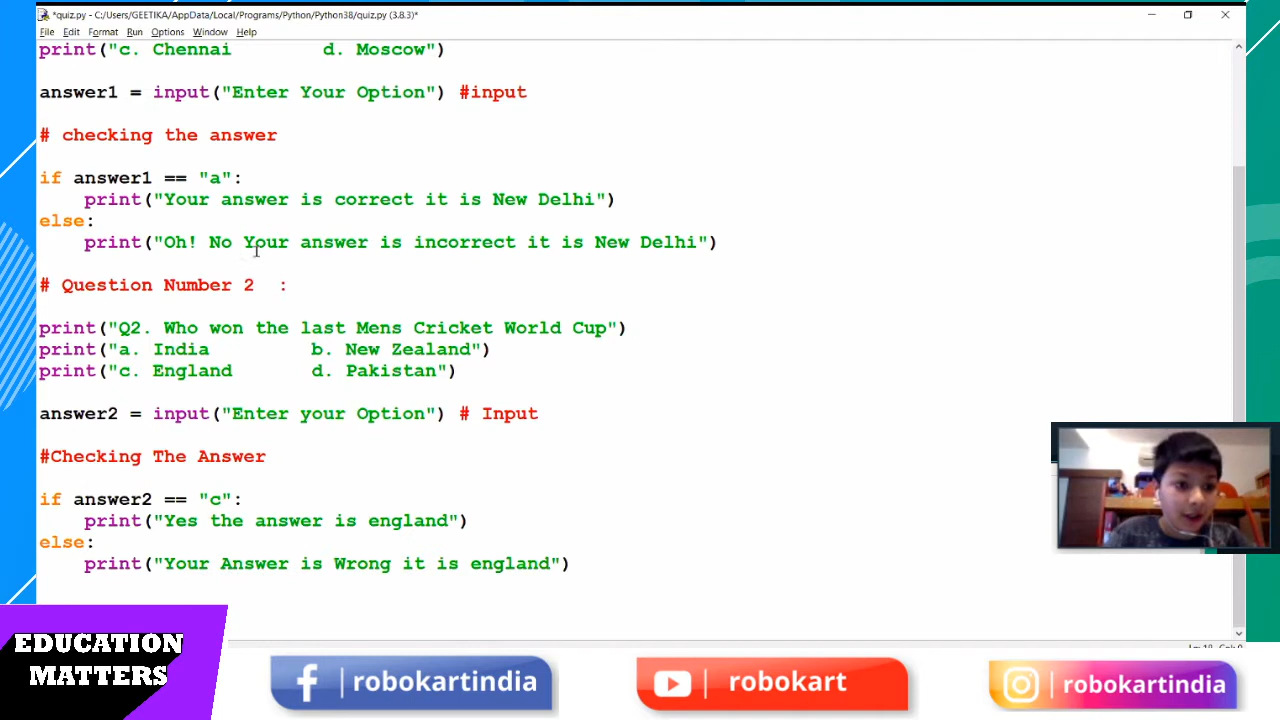 *quiz.py - C:/Users/GEETIKA/AppData/Local/Programs/Python/Python38/quiz.py (3.8.3)*
File Edit Format Run Options Window Help
print("c. Chennai        d. Moscow")
answer1 = input("Enter Your Option") #input
# checking the answer
if answer1 == "a":
    print("Your answer is correct it is New Delhi")
else:
    print("Oh! No Your answer is incorrect it is New Delhi")
# Question Number 2  :
print("Q2. Who won the last Mens Cricket World Cup")
print("a. India         b. New Zealand")
print("c. England       d. Pakistan")
answer2 = input("Enter your Option") # Input
#Checking The Answer
if answer2 == "c":
    print("Yes the answer is england")
else:
    print("Your Answer is Wrong it is england")
EDUCATION
MATTERS
f | robokartindia
| robokart
| robokartindia